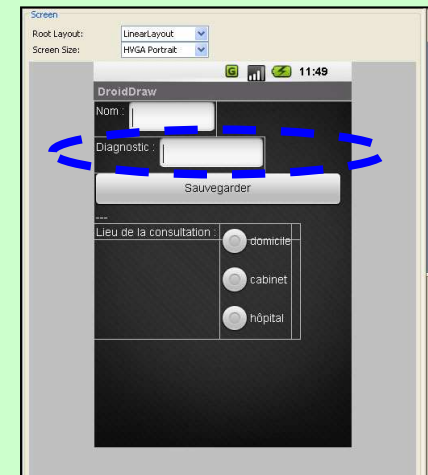 Screen
Root Layout: LinearLayout
Screen Size: HVGA Portrait
G 11:49
DroidDraw
Nom :
Diagnostic :
Sauvegarder
---
Lieu de la consultation : domicile
cabinet
hôpital